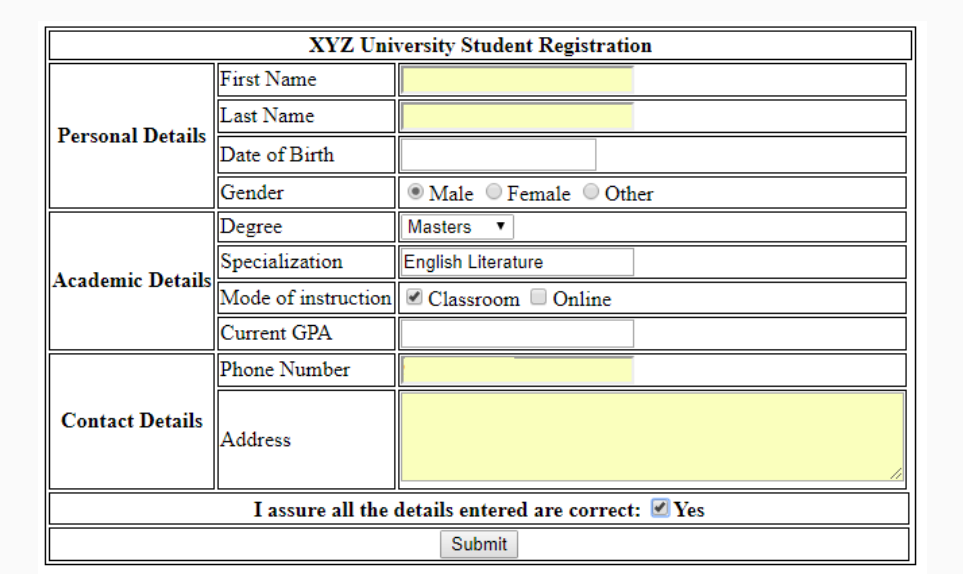 XYZ University Student Registration
Personal Details
First Name
Last Name
Date of Birth
Gender Male Female Other
Academic Details
Degree Masters
Specialization English Literature
Mode of instruction Classroom Online
Current GPA
Contact Details
Phone Number
Address
I assure all the details entered are correct: Yes
Submit